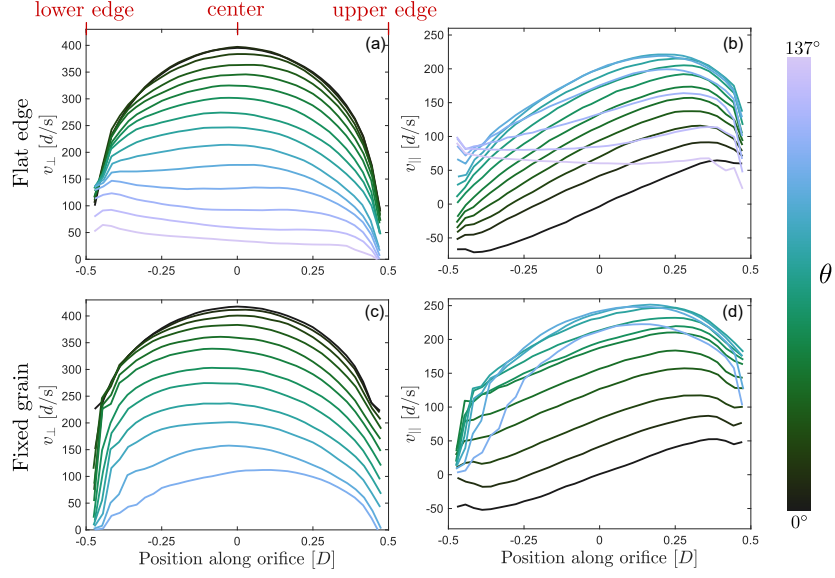 lower edge center upper edge
(a)
Flat edge
v⊥ [d/s]
400
350
300
250
200
150
100
50
0
-0.5 -0.25 0 0.25 0.5
(b)
v∥ [d/s]
250
200
150
100
50
0
-50
-0.5 -0.25 0 0.25 0.5
137°
θ
0°
(c)
Fixed grain
v⊥ [d/s]
400
350
300
250
200
150
100
50
0
-0.5 -0.25 0 0.25 0.5
Position along orifice [D]
(d)
v∥ [d/s]
250
200
150
100
50
0
-50
-0.5 -0.25 0 0.25 0.5
Position along orifice [D]